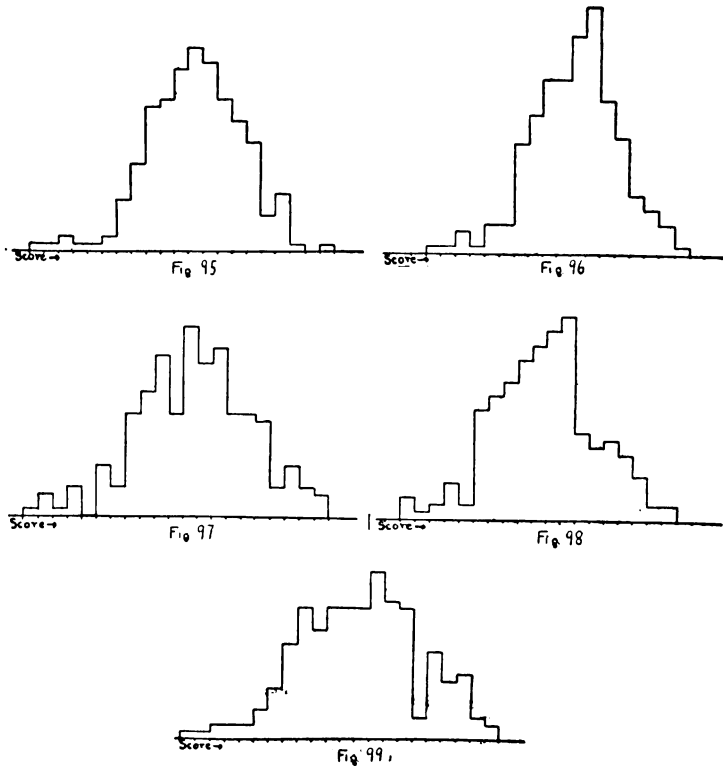 Score→
Fig 95
Score→
Fig 96
Score→
Fig 97
Score→
Fig 98
Score→
Fig 99